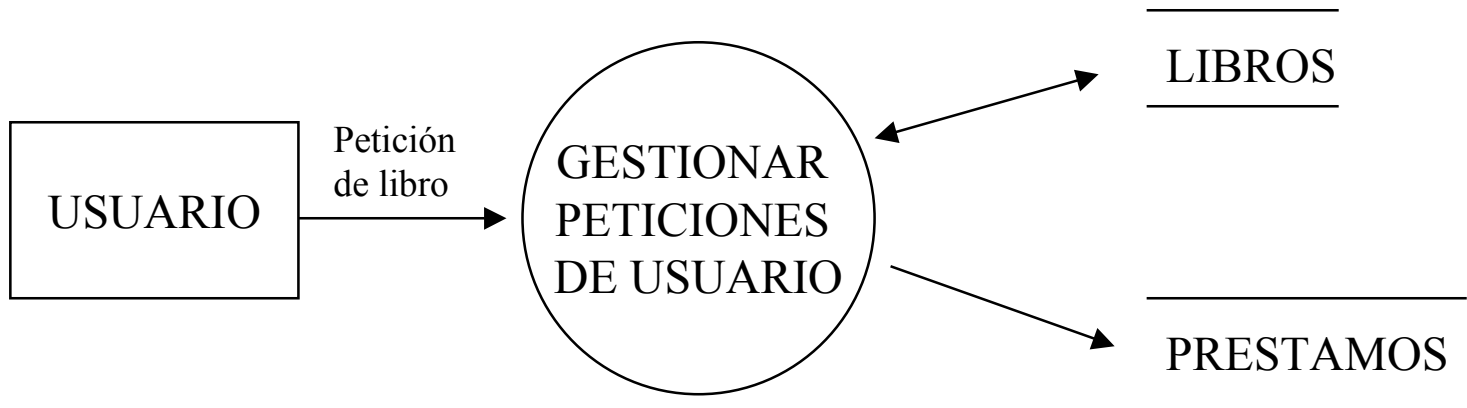 USUARIO
Petición
de libro
GESTIONAR
PETICIONES
DE USUARIO
LIBROS
PRESTAMOS